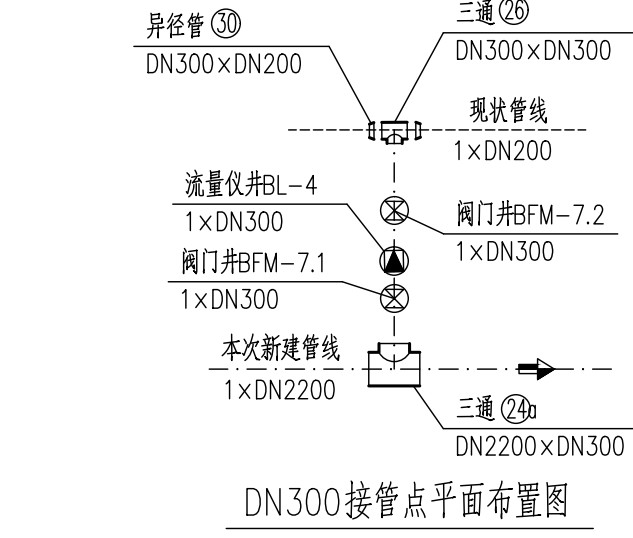 异径管 ㉚
DN300×DN200
三通 ㉖
DN300×DN300
现状管线
1×DN200
流量仪井BL-4
1×DN300
阀门井BFM-7.2
1×DN300
阀门井BFM-7.1
1×DN300
本次新建管线
1×DN2200
三通 ㉔a
DN2200×DN300
DN300接管点平面布置图